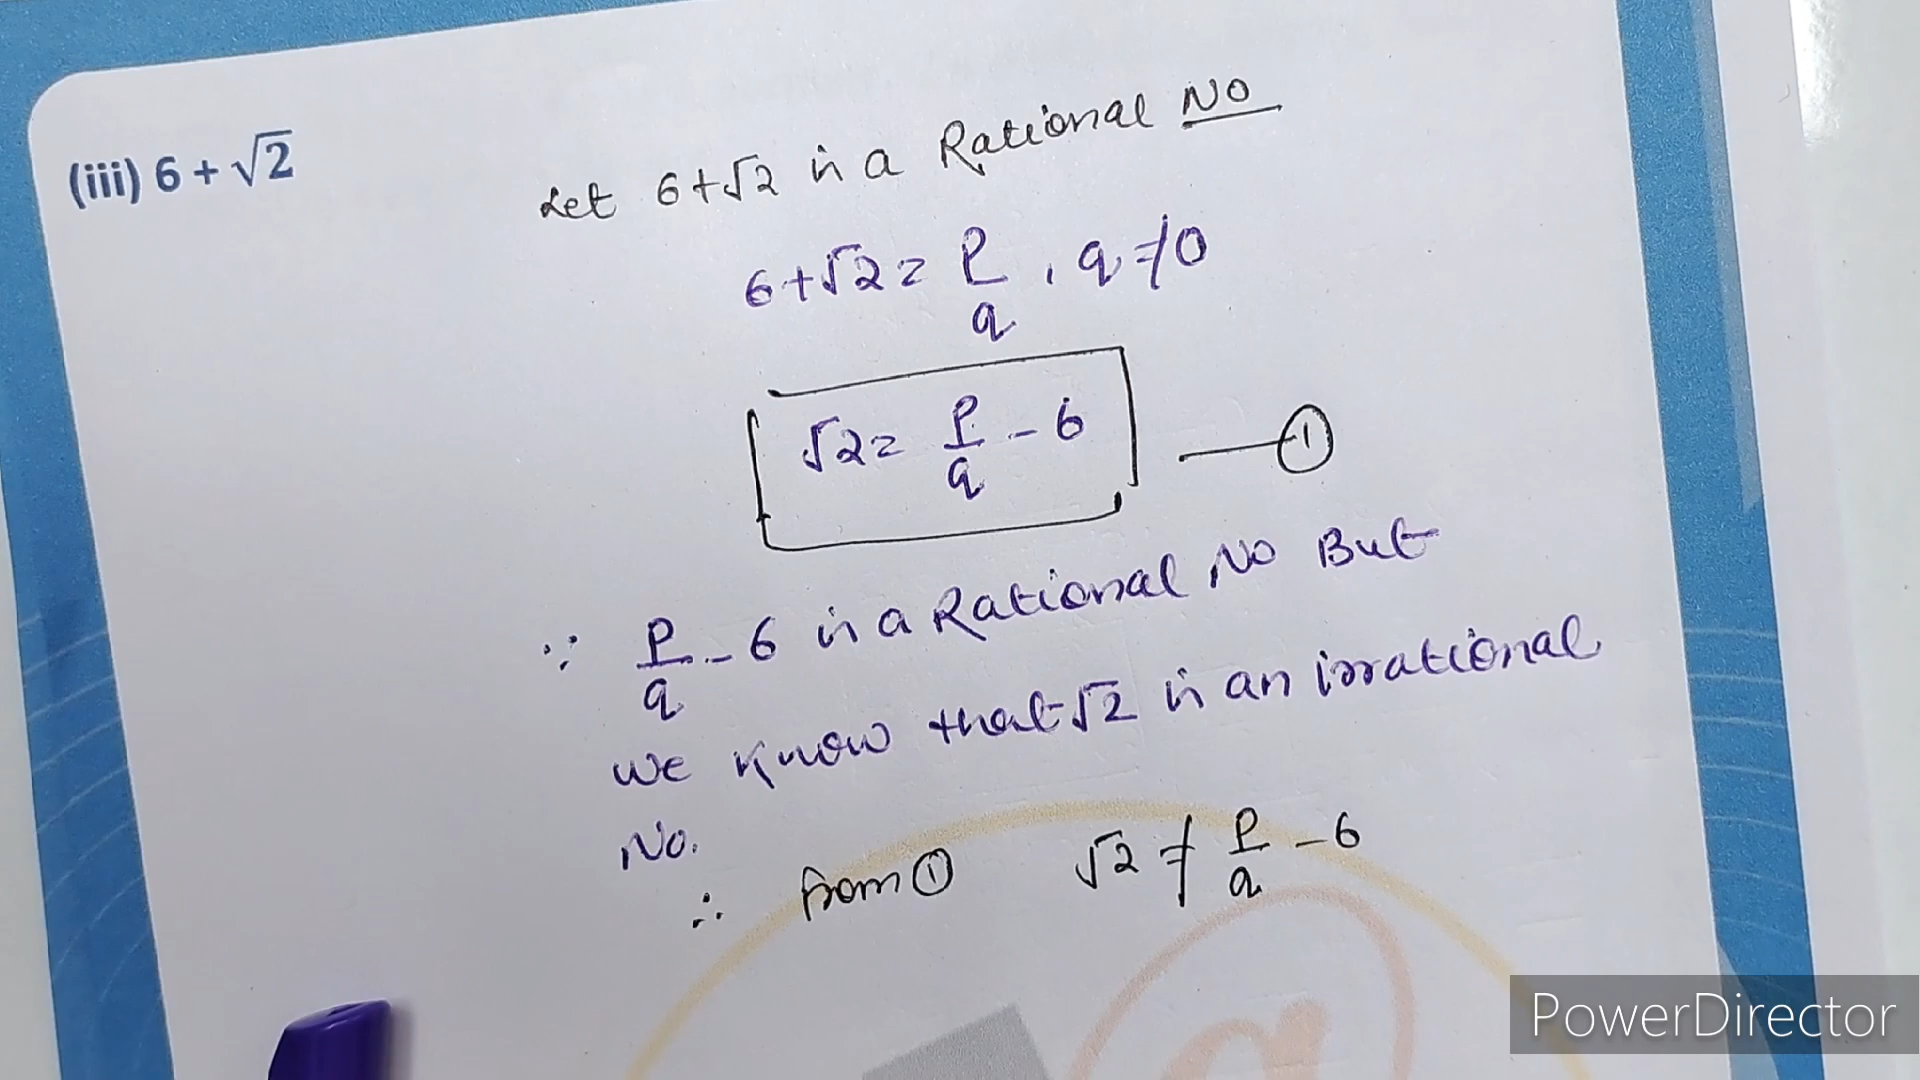 (iii) 6 + √2
Let 6+√2 is a Rational No
6+√2 = P/q , q ≠ 0
√2 = P/q - 6 —— ①
∵ P/q - 6 is a Rational No But
we know that √2 is an irrational
No.
∴ from ① √2 ≠ P/q - 6
PowerDirector